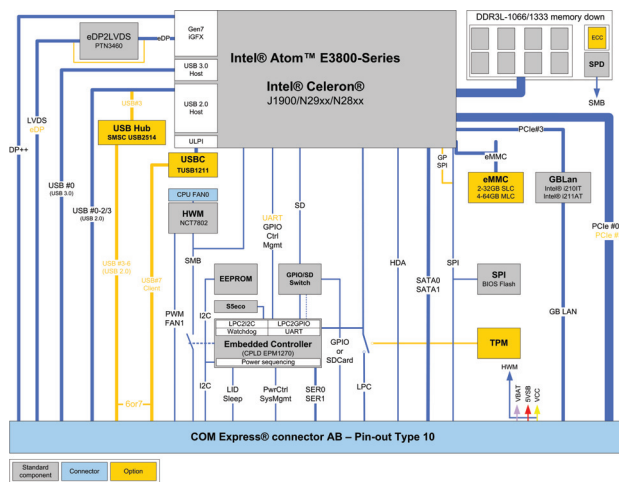 DDR3L-1066/1333 memory down
ECC
SPD
SMB
eDP2LVDS
PTN3460
eDP
Gen7
iGFX
USB 3.0
Host
USB 2.0
Host
ULPI
Intel® Atom™ E3800-Series
Intel® Celeron®
J1900/N29xx/N28xx
USB#3
USB Hub
SMSC USB2514
USBC
TUSB1211
CPU FAN0
HWM
NCT7802
DP++
LVDS
eDP
USB #0
(USB 3.0)
USB #0-2/3
(USB 2.0)
USB #3-6
(USB 2.0)
USB#7
Client
6or7
SMB
PWM
FAN1
I2C
I2C
UART
GPIO
Ctrl
Mgmt
SD
EEPROM
GPIO/SD
Switch
S5eco
LPC2I2C
LPC2GPIO
Watchdog
UART
Embedded Controller
(CPLD EPM1270)
Power sequencing
LID
Sleep
PwrCtrl
SysMgmt
SER0
SER1
GPIO
or
SDCard
LPC
HDA
SATA0
SATA1
GP
SPI
SPI
eMMC
eMMC
2-32GB SLC
4-64GB MLC
PCIe#3
GBLan
Intel® i210IT
Intel® i211AT
SPI
BIOS Flash
TPM
GB LAN
PCIe #0
PCIe #
HWM
VBAT
5VSB
VCC
COM Express® connector AB – Pin-out Type 10
Standard
component
Connector
Option